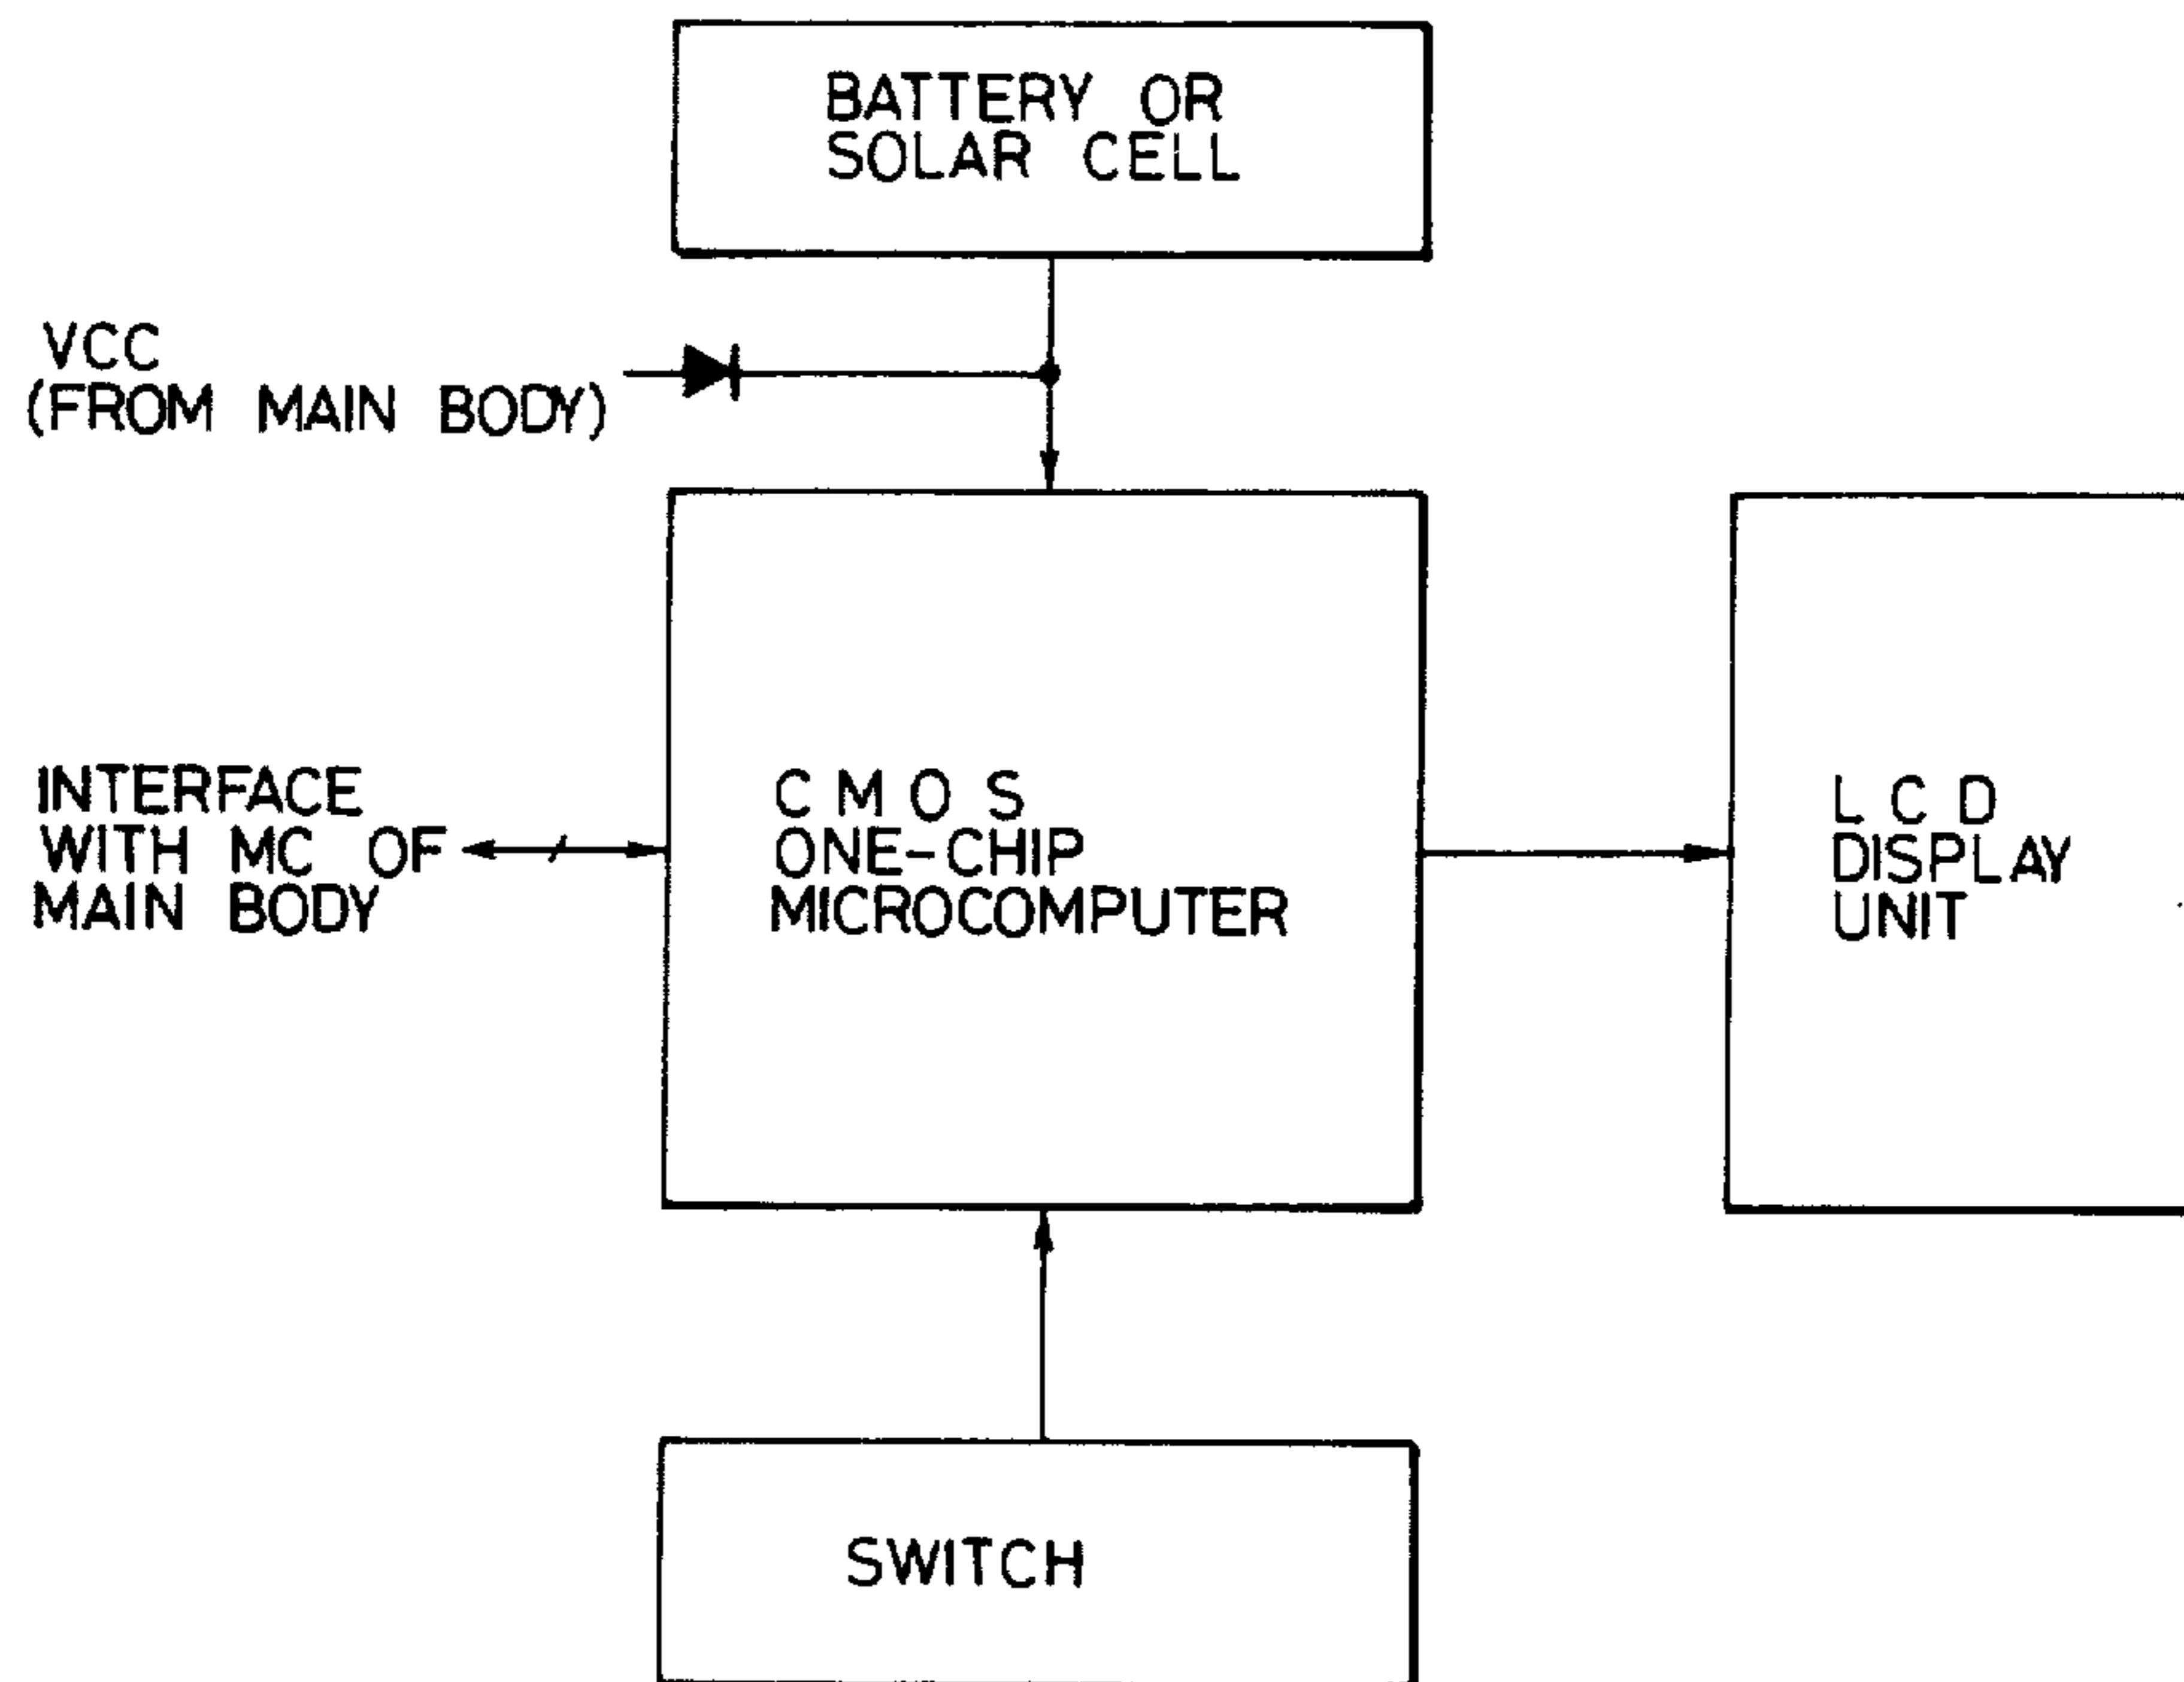 BATTERY OR
SOLAR CELL
VCC
(FROM MAIN BODY)
INTERFACE
WITH MC OF
MAIN BODY
C M O S
ONE-CHIP
MICROCOMPUTER
L C D
DISPLAY
UNIT
SWITCH